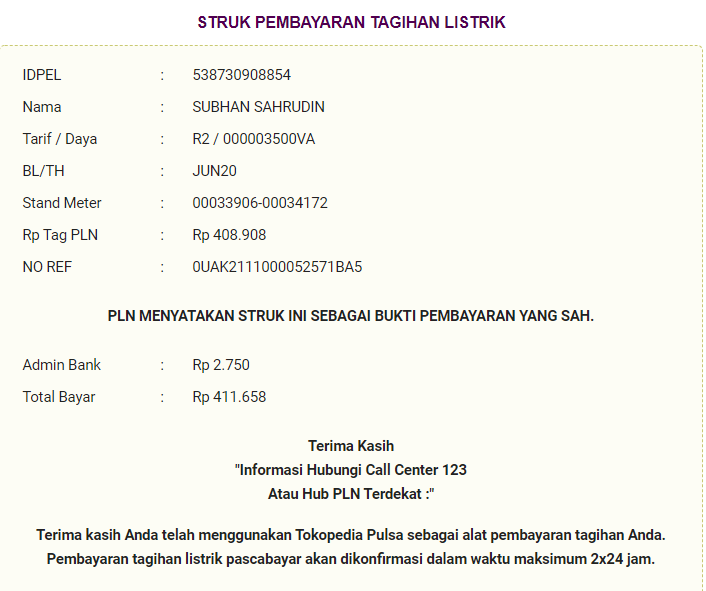 STRUK PEMBAYARAN TAGIHAN LISTRIK
IDPEL : 538730908854
Nama : SUBHAN SAHRUDIN
Tarif / Daya : R2 / 000003500VA
BL/TH : JUN20
Stand Meter : 00033906-00034172
Rp Tag PLN : Rp 408.908
NO REF : 0UAK2111000052571BA5
PLN MENYATAKAN STRUK INI SEBAGAI BUKTI PEMBAYARAN YANG SAH.
Admin Bank : Rp 2.750
Total Bayar : Rp 411.658
Terima Kasih
"Informasi Hubungi Call Center 123
Atau Hub PLN Terdekat :"
Terima kasih Anda telah menggunakan Tokopedia Pulsa sebagai alat pembayaran tagihan Anda.
Pembayaran tagihan listrik pascabayar akan dikonfirmasi dalam waktu maksimum 2x24 jam.